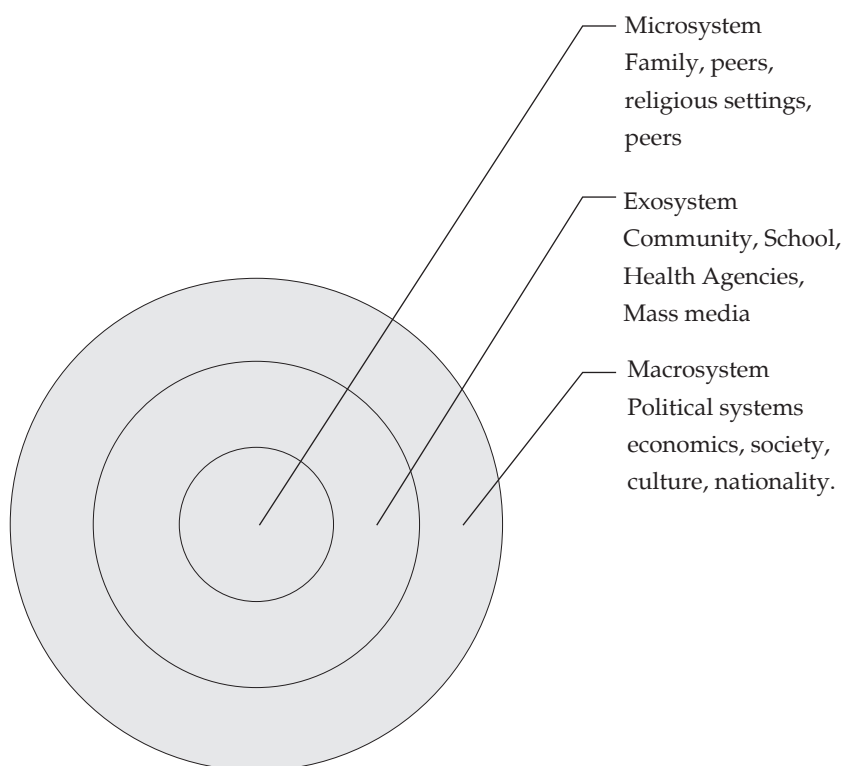 Microsystem
Family, peers,
religious settings,
peers
Exosystem
Community, School,
Health Agencies,
Mass media
Macrosystem
Political systems
economics, society,
culture, nationality.